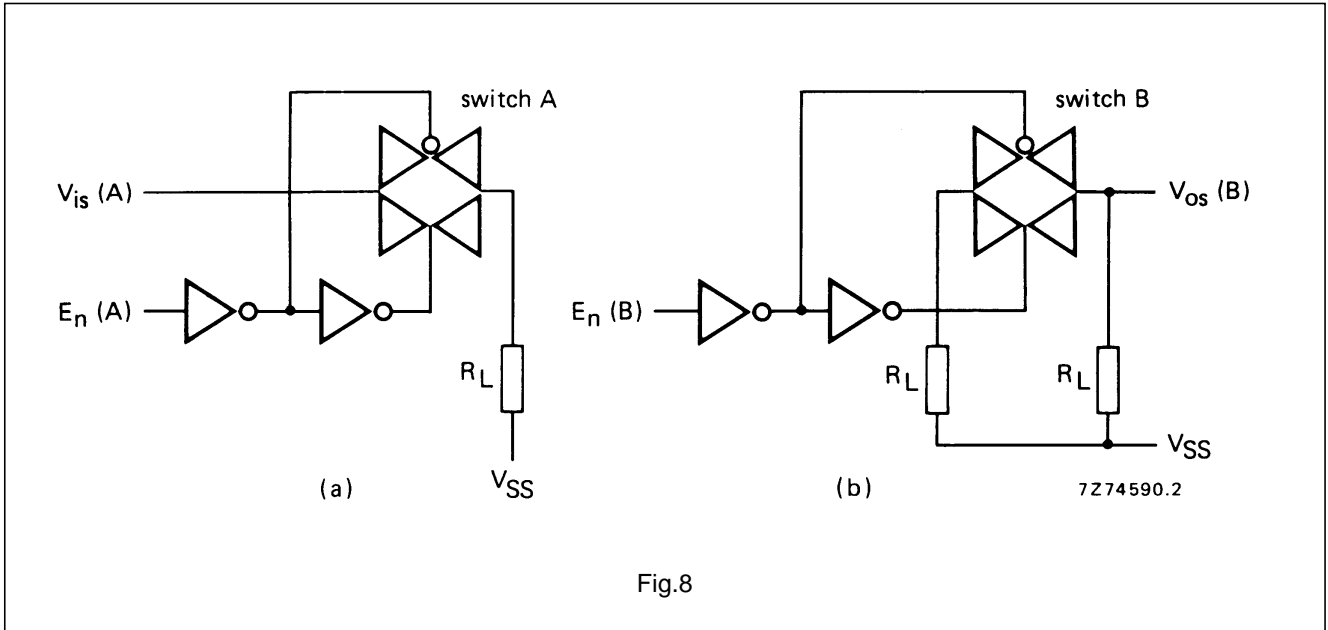 switch A
V_is (A)
E_n (A)
R_L
V_SS
(a)
switch B
V_os (B)
E_n (B)
R_L
R_L
V_SS
(b)
7Z74590.2
Fig.8